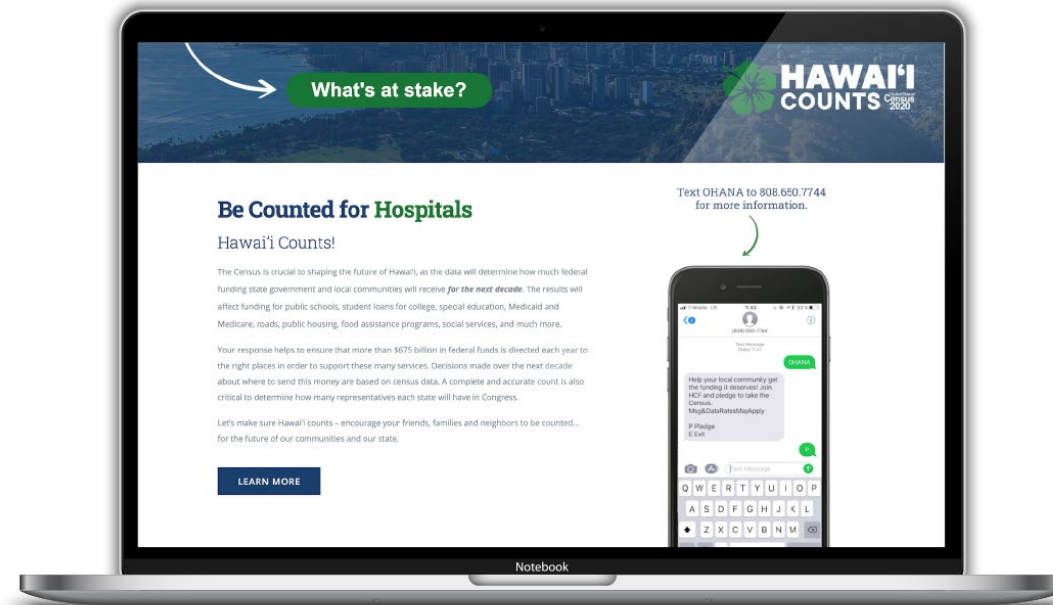 What's at stake?
HAWAI‘I
COUNTS
Census
2020
Be Counted for Hospitals
Hawai‘i Counts!
The Census is crucial to shaping the future of Hawai‘i, as the data will determine how much federal
funding state government and local communities will receive for the next decade. The results will
affect funding for public schools, student loans for college, special education, Medicaid and
Medicare, roads, public housing, food assistance programs, social services, and much more.
Your response helps to ensure that more than $675 billion in federal funds is directed each year to
the right places in order to support these many services. Decisions made over the next decade
about where to send this money are based on census data. A complete and accurate count is also
critical to determine how many representatives each state will have in Congress.
Let's make sure Hawai‘i counts – encourage your friends, families and neighbors to be counted...
for the future of our communities and our state.
LEARN MORE
Text OHANA to 808.650.7744
for more information.
(808) 650-7744
Text Message
OHANA
Help your local community get
the funding it deserves! Join
HCF and pledge to take the
Census.
Msg&DataRatesMayApply
P Pledge
E Exit
P
Text Message
Q W E R T Y U I O P
A S D F G H J K L
Z X C V B N M
Notebook